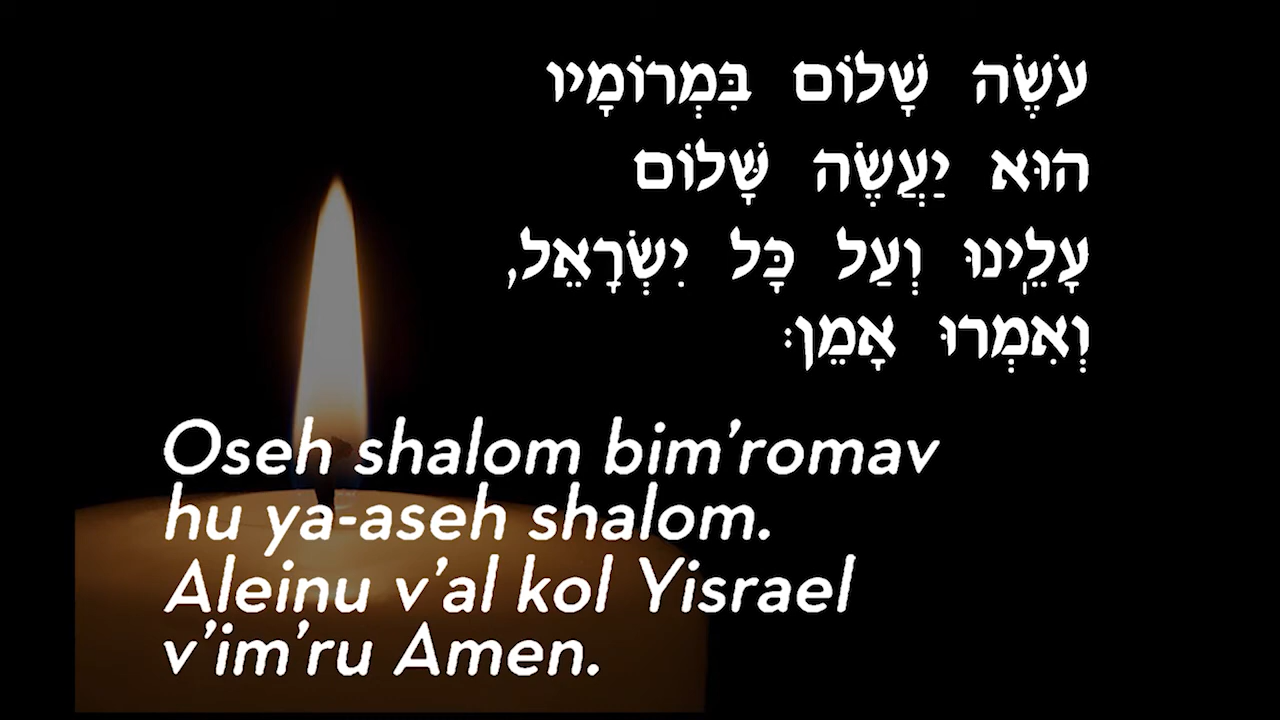 עֹשֶׂה שָׁלוֹם בִּמְרוֹמָיו
הוּא יַעֲשֶׂה שָׁלוֹם
עָלֵֽינוּ וְעַל כָּל יִשְׂרָאֵל,
וְאִמְרוּ אָמֵן:
Oseh shalom bim’romav
hu ya-aseh shalom.
Aleinu v’al kol Yisrael
v’im’ru Amen.